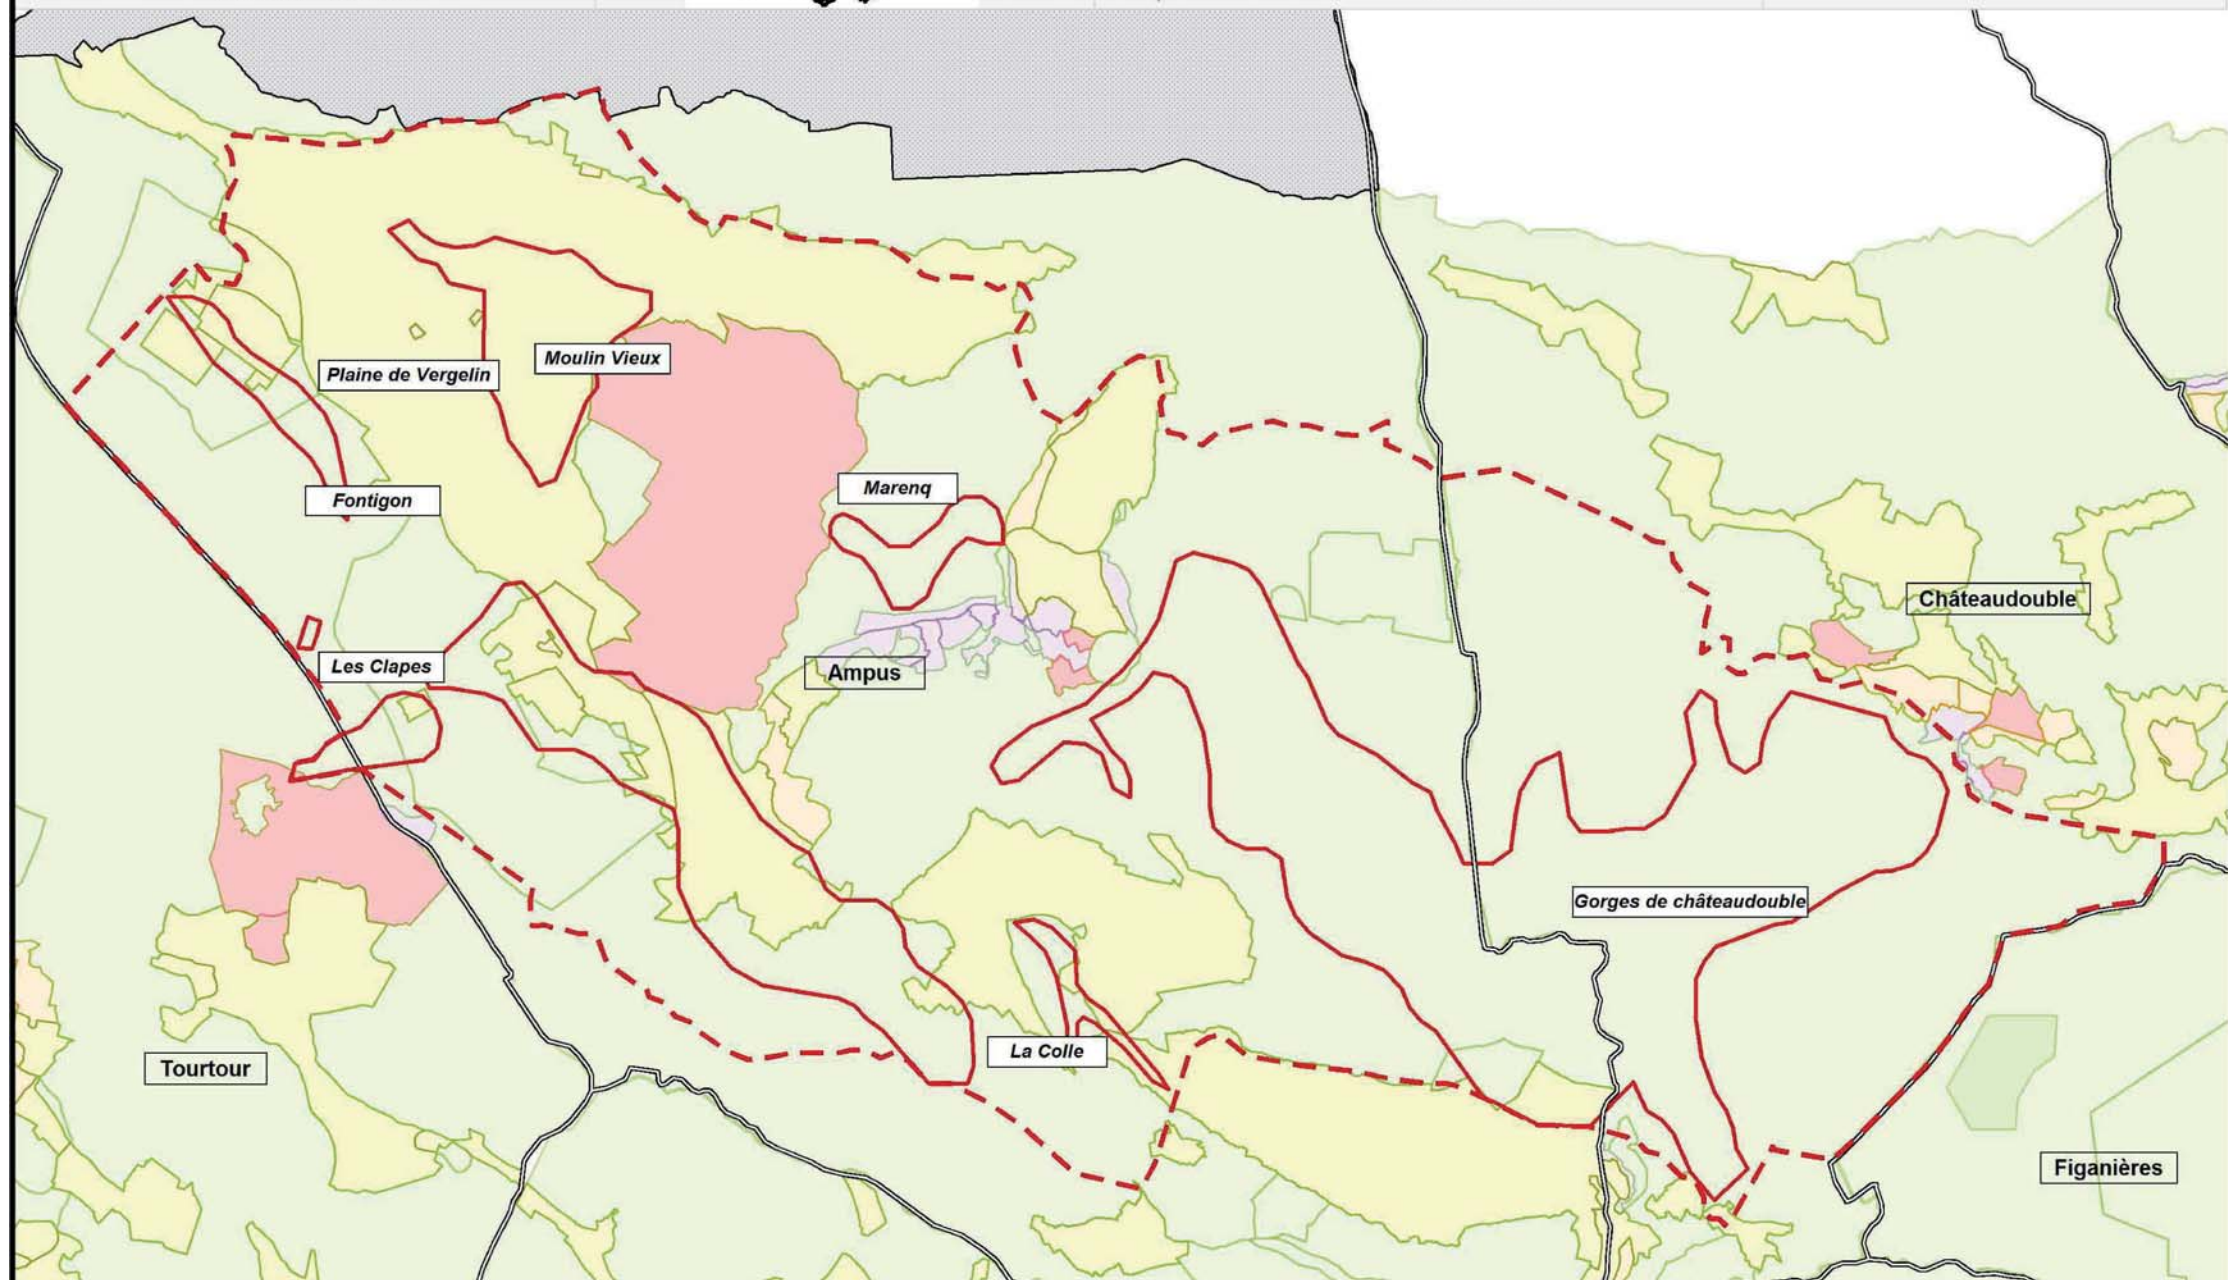 Moulin Vieux
Plaine de Vergelin
Marenq
Fontigon
Châteaudouble
Les Clapes
Ampus
Gorges de châteaudouble
La Colle
Tourtour
Figanières